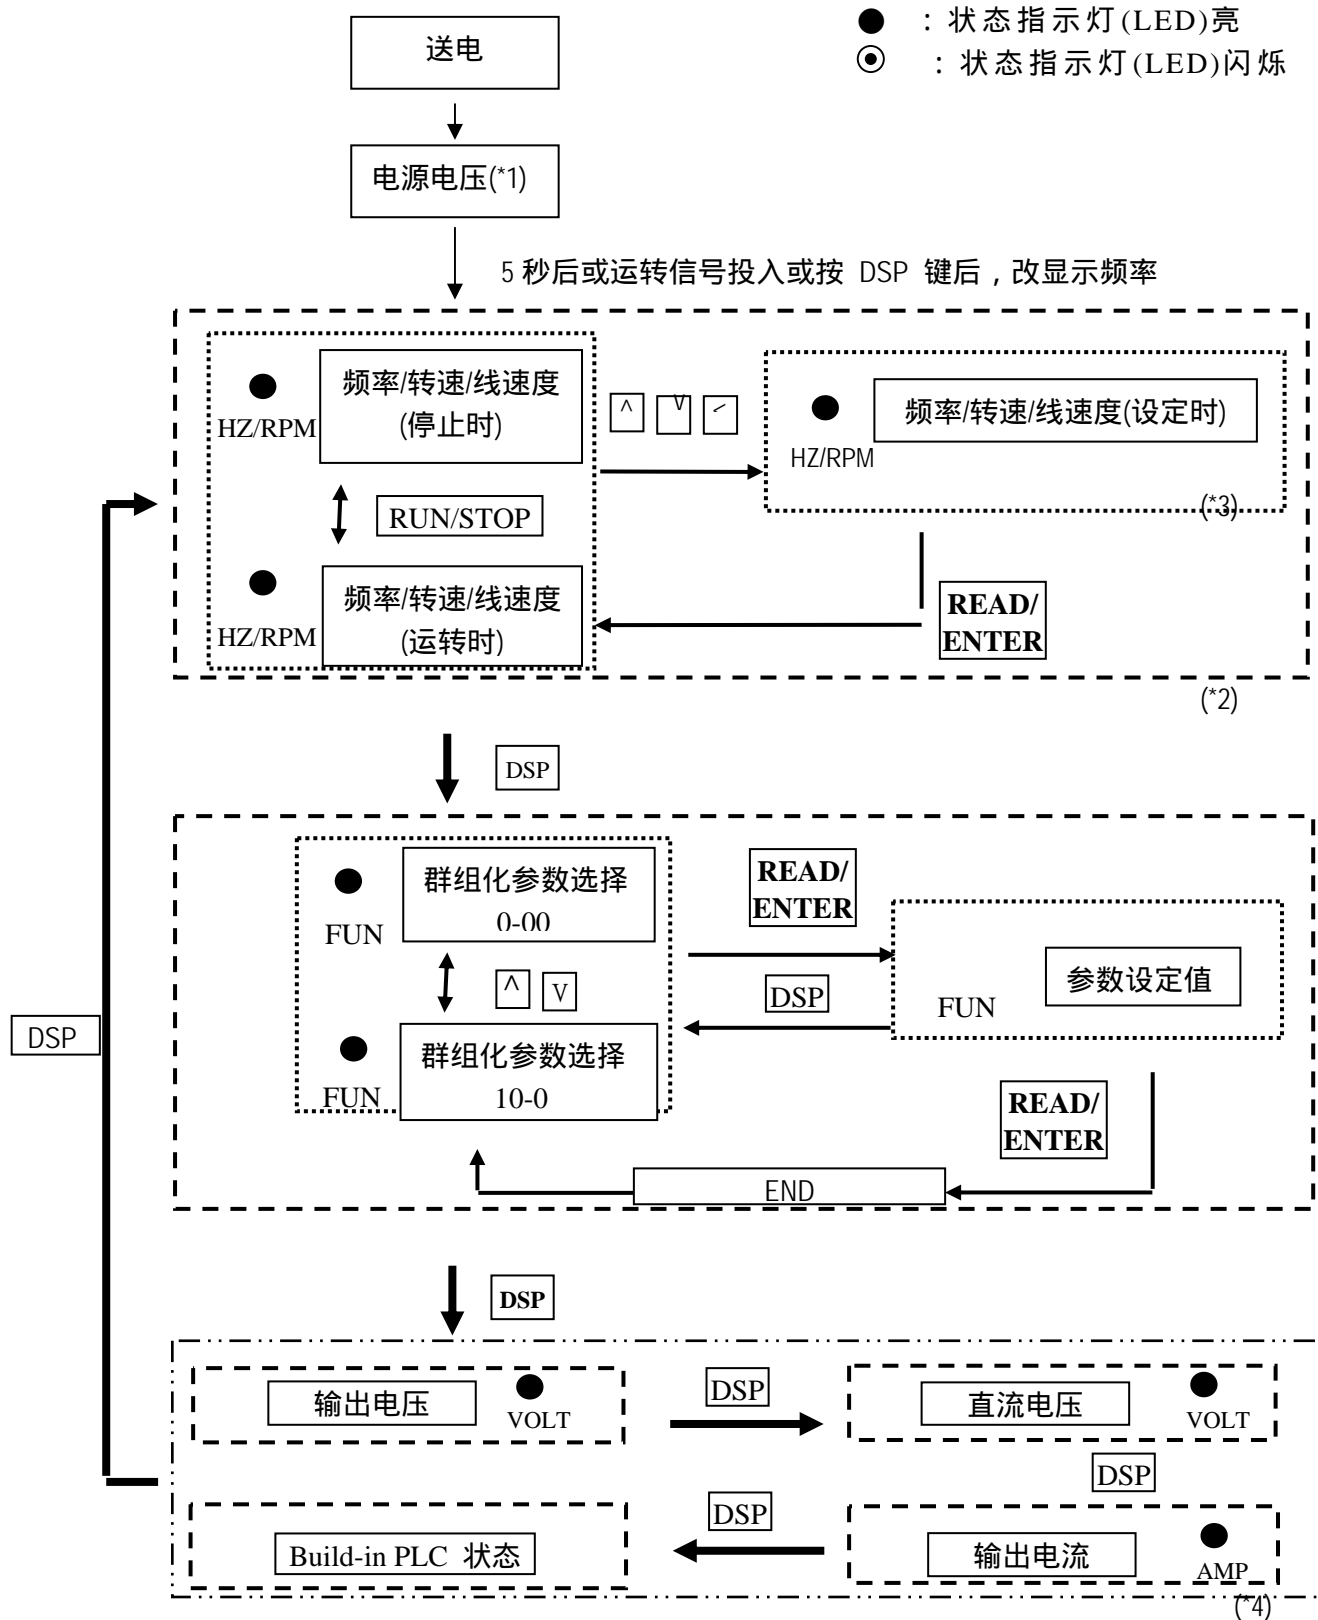 ：状态指示灯(LED)亮
：状态指示灯(LED)闪烁
送电
电源电压(*1)
5 秒后或运转信号投入或按 DSP 键后，改显示频率
频率/转速/线速度
(停止时)
HZ/RPM
^ V <
频率/转速/线速度(设定时)
HZ/RPM
(*3)
RUN/STOP
频率/转速/线速度
(运转时)
HZ/RPM
READ/
ENTER
(*2)
DSP
群组化参数选择
0-00
FUN
READ/
ENTER
^ V
DSP
参数设定值
FUN
DSP
群组化参数选择
10-0
FUN
READ/
ENTER
END
DSP
输出电压
VOLT
DSP
直流电压
VOLT
DSP
Build-in PLC 状态
DSP
输出电流
AMP
(*4)